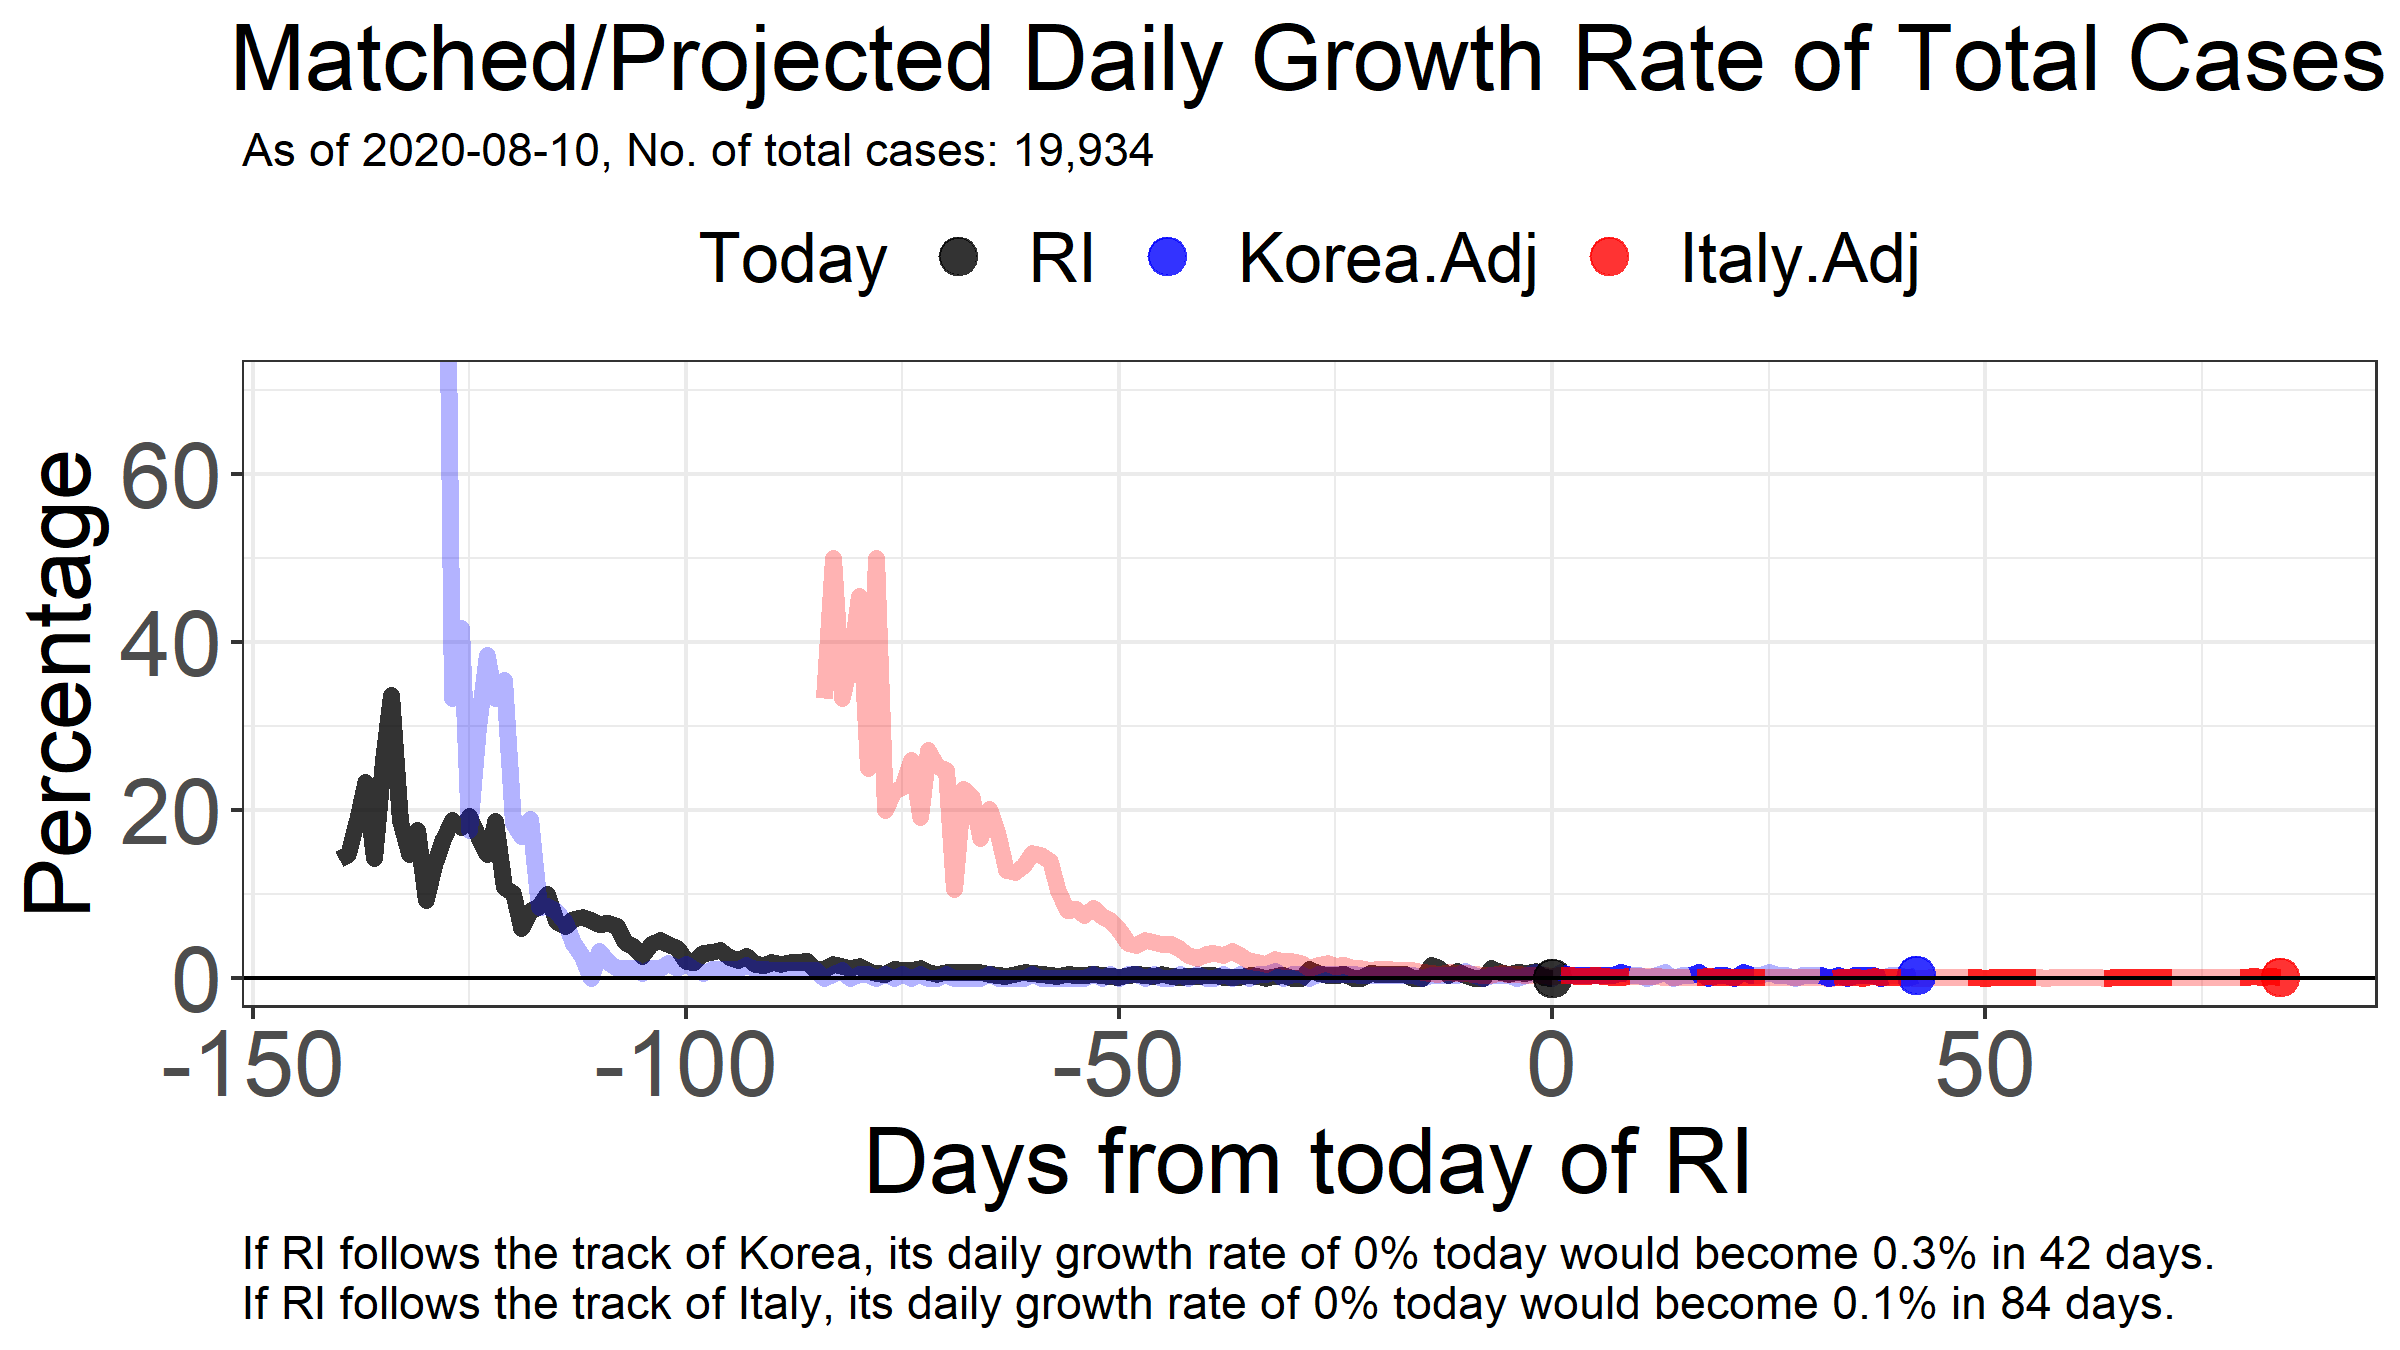 Matched/Projected Daily Growth Rate of Total Cases
As of 2020-08-10, No. of total cases: 19,934
Today RI Korea.Adj Italy.Adj
Percentage
60
40
20
0
-150 -100 -50 0 50
Days from today of RI
If RI follows the track of Korea, its daily growth rate of 0% today would become 0.3% in 42 days.
If RI follows the track of Italy, its daily growth rate of 0% today would become 0.1% in 84 days.